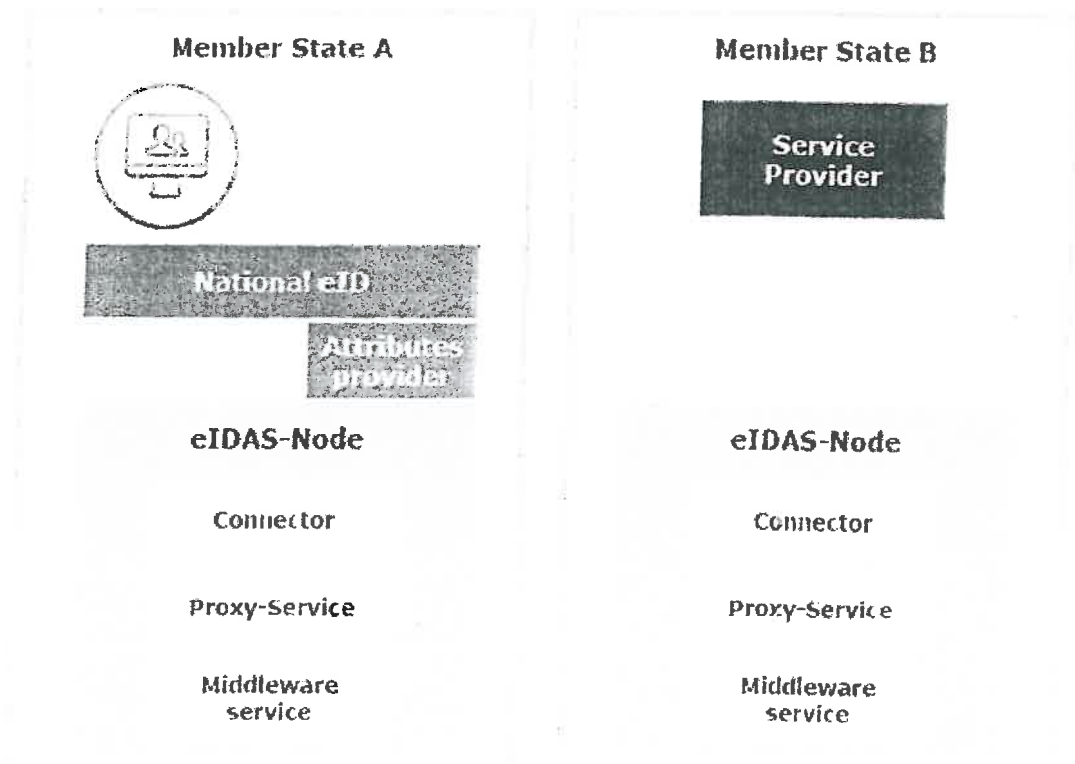 Member State A
National eID
Attributes
provider
eIDAS-Node
Connector
Proxy-Service
Middleware
service
Member State B
Service
Provider
eIDAS-Node
Connector
Proxy-Service
Middleware
service